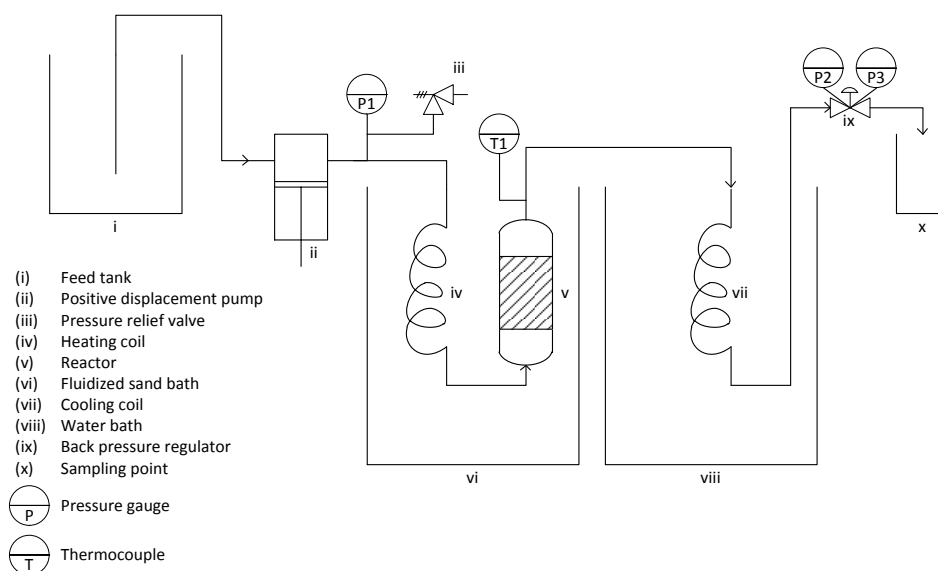 P2 P3
iii
P1
ix
T1
i
x
ii
iv
v
vii
(i) Feed tank
(ii) Positive displacement pump
(iii) Pressure relief valve
(iv) Heating coil
(v) Reactor
(vi) Fluidized sand bath
(vii) Cooling coil
(viii) Water bath
(ix) Back pressure regulator
(x) Sampling point
vi
viii
P Pressure gauge
T Thermocouple